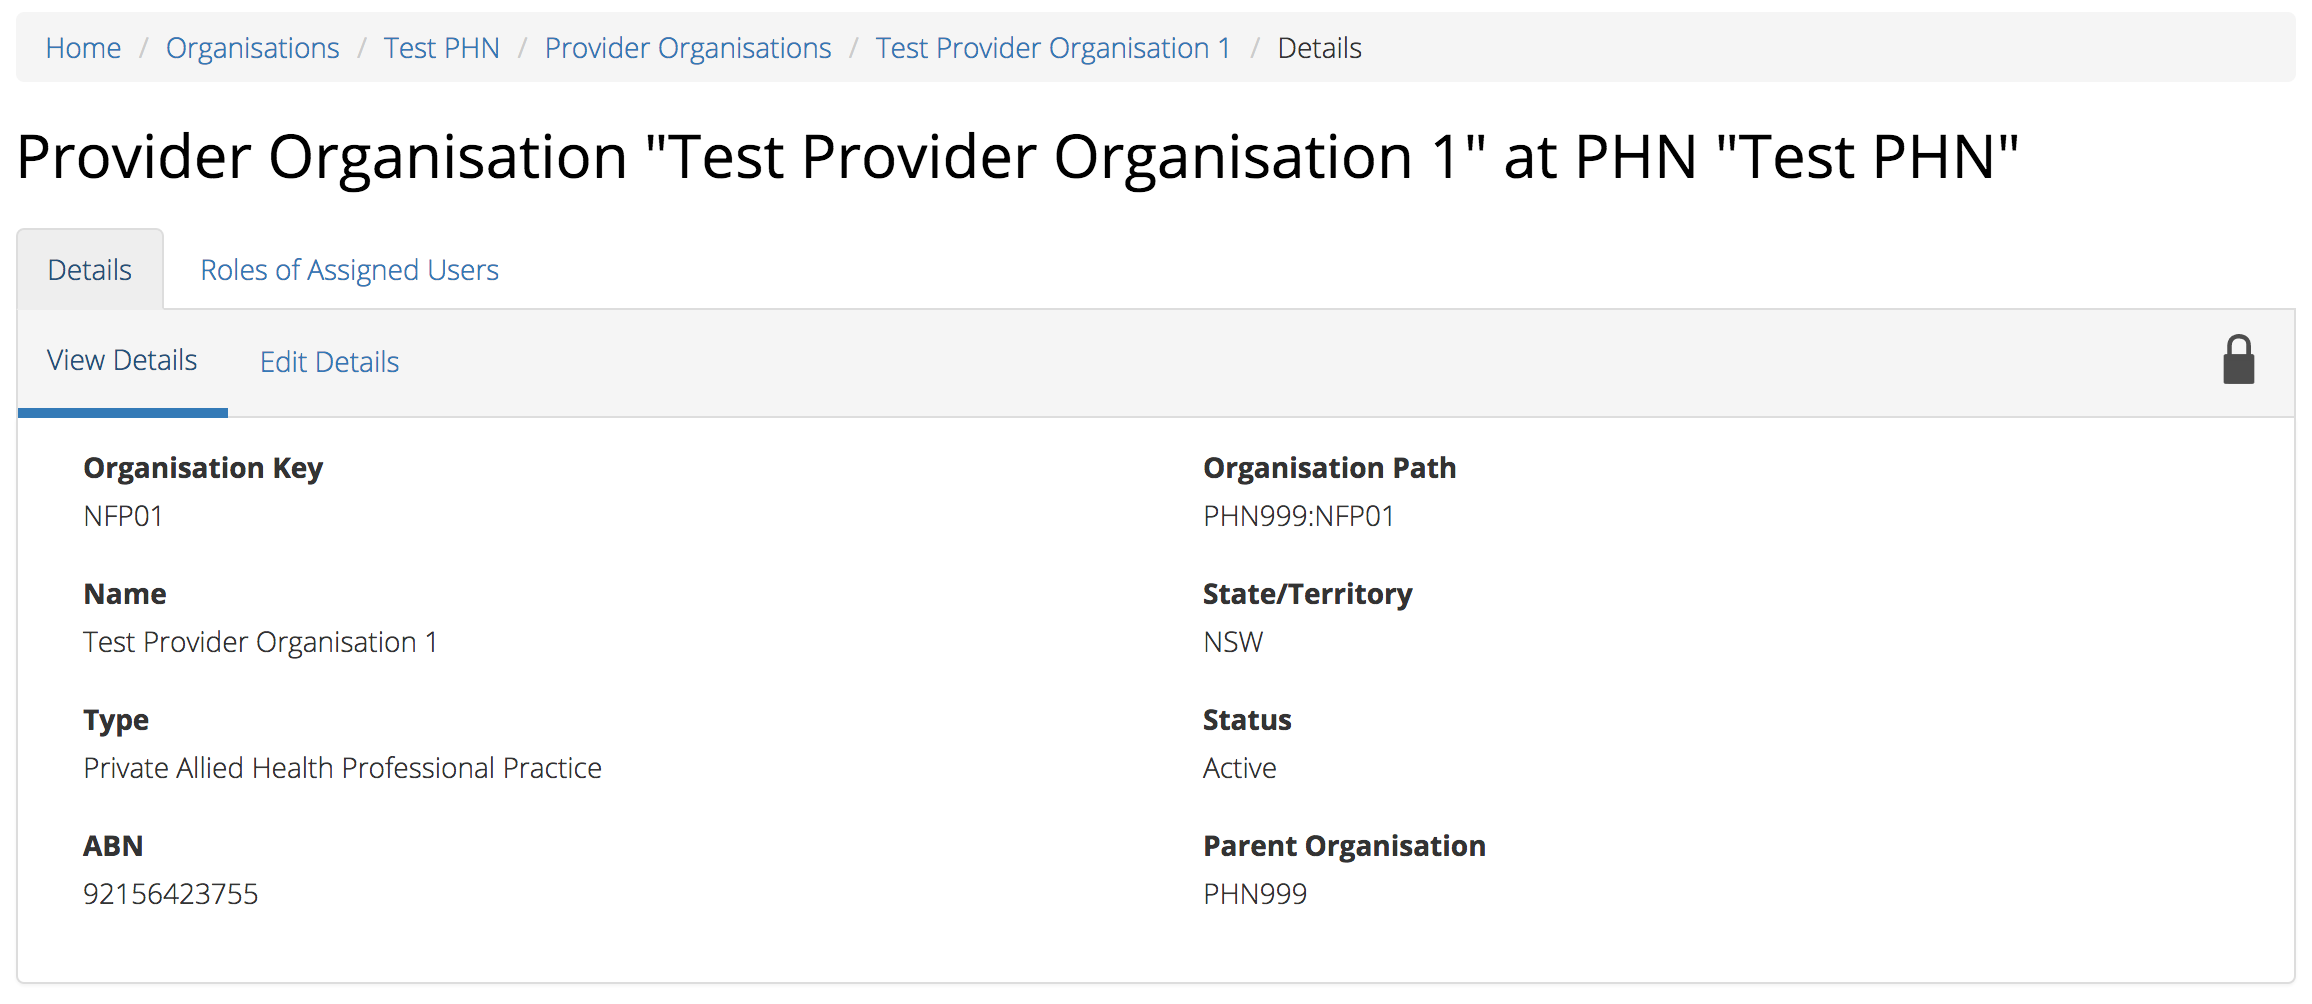 Home / Organisations / Test PHN / Provider Organisations / Test Provider Organisation 1 / Details
Provider Organisation "Test Provider Organisation 1" at PHN "Test PHN"
Details Roles of Assigned Users
View Details Edit Details
Organisation Key
NFP01
Organisation Path
PHN999:NFP01
Name
Test Provider Organisation 1
State/Territory
NSW
Type
Private Allied Health Professional Practice
Status
Active
ABN
92156423755
Parent Organisation
PHN999